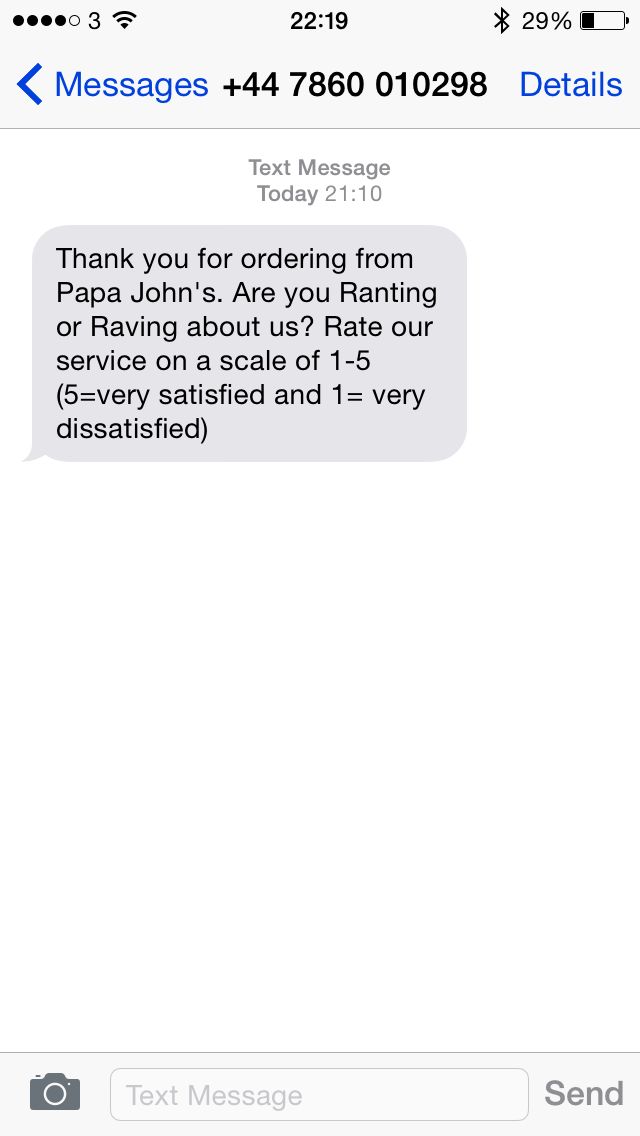 3 22:19 29%
Messages +44 7860 010298 Details
Text Message
Today 21:10
Thank you for ordering from
Papa John's. Are you Ranting
or Raving about us? Rate our
service on a scale of 1-5
(5=very satisfied and 1= very
dissatisfied)
Text Message Send